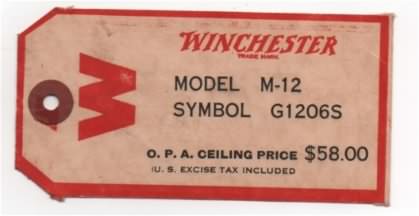 WINCHESTER
TRADE MARK
W
MODEL M-12
SYMBOL G1206S
O. P. A. CEILING PRICE $58.00
U. S. EXCISE TAX INCLUDED